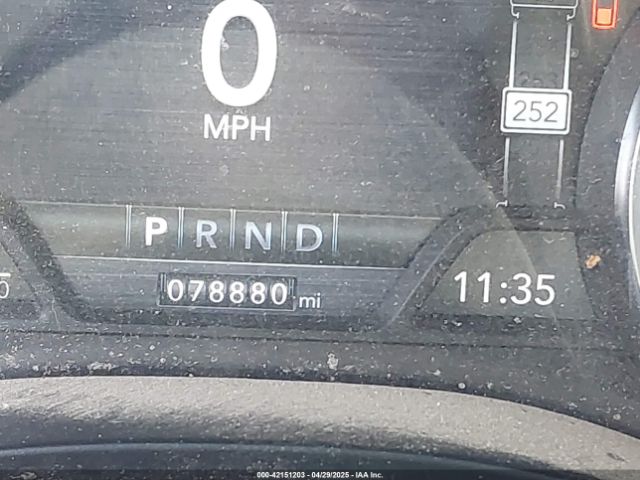 0
MPH
252
P R N D
078880 mi
11:35
000-42151203 - 04/29/2025 - IAA Inc.